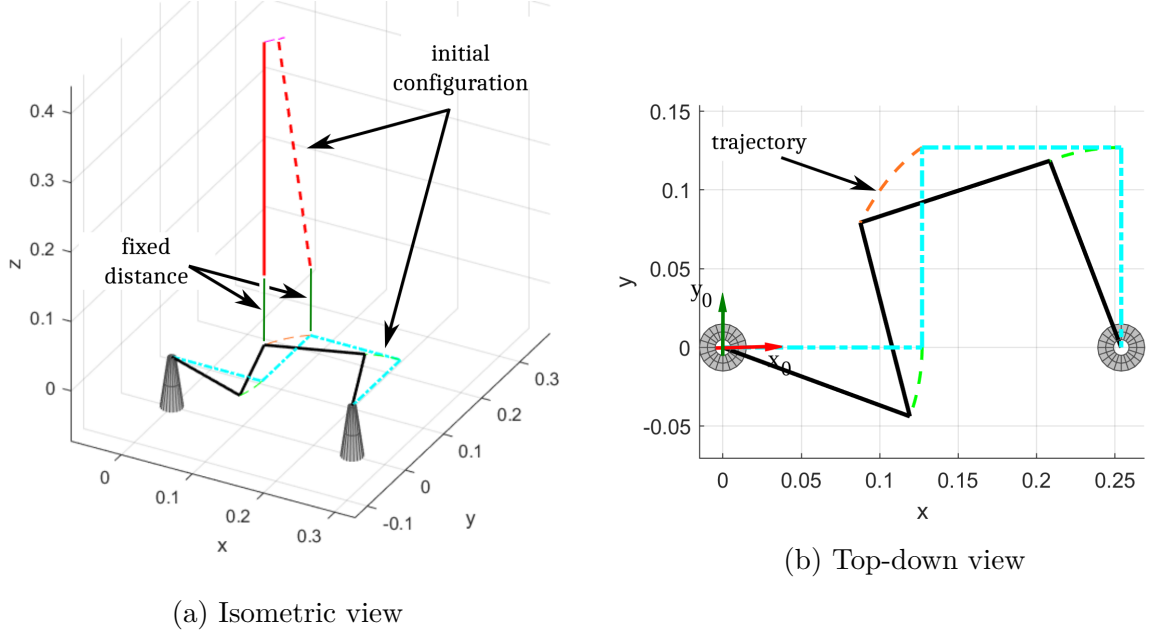 initial
configuration
fixed
distance
0.4
0.3
0.2
0.1
0
z
0
0.1
0.2
0.3
x
-0.1
0
0.1
0.2
0.3
y
(a) Isometric view
trajectory
0.15
0.1
0.05
0
-0.05
y
y0
x0
0
0.05
0.1
0.15
0.2
0.25
x
(b) Top-down view